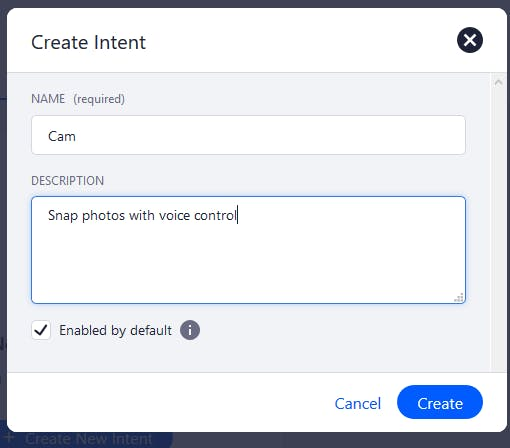 Create Intent
NAME (required)
Cam
DESCRIPTION
Snap photos with voice control
Enabled by default
Cancel
Create
+ Create New Intent